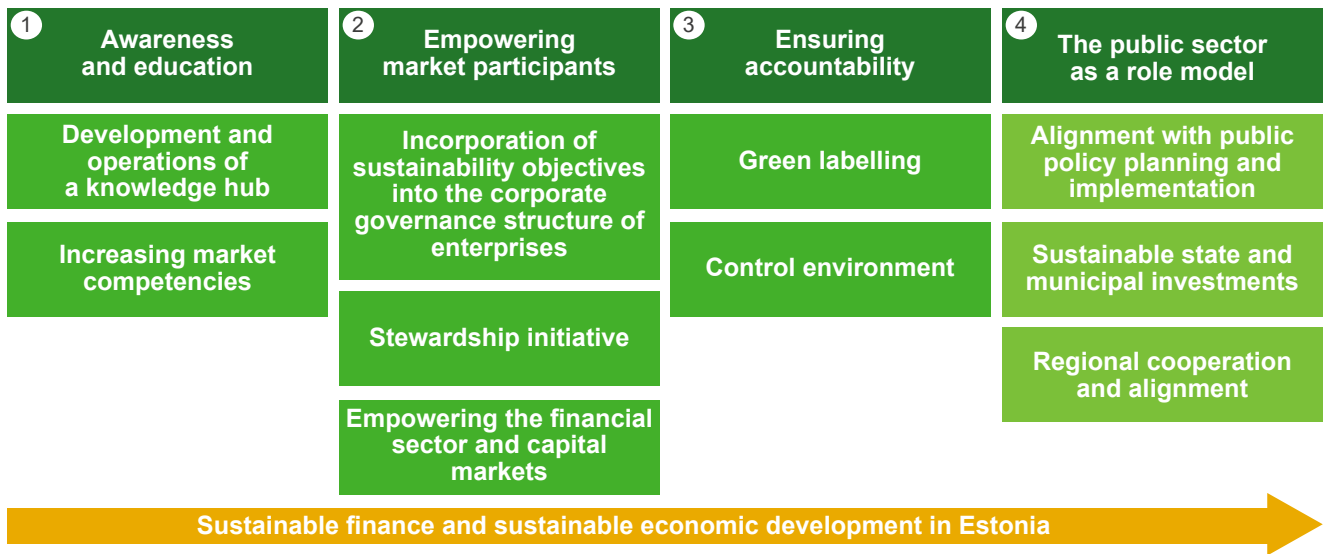 1
Awareness
and education
Development and
operations of
a knowledge hub
Increasing market
competencies
2
Empowering
market participants
Incorporation of
sustainability objectives
into the corporate
governance structure of
enterprises
Stewardship initiative
Empowering the financial
sector and capital
markets
3
Ensuring
accountability
Green labelling
Control environment
4
The public sector
as a role model
Alignment with public
policy planning and
implementation
Sustainable state and
municipal investments
Regional cooperation
and alignment
Sustainable finance and sustainable economic development in Estonia